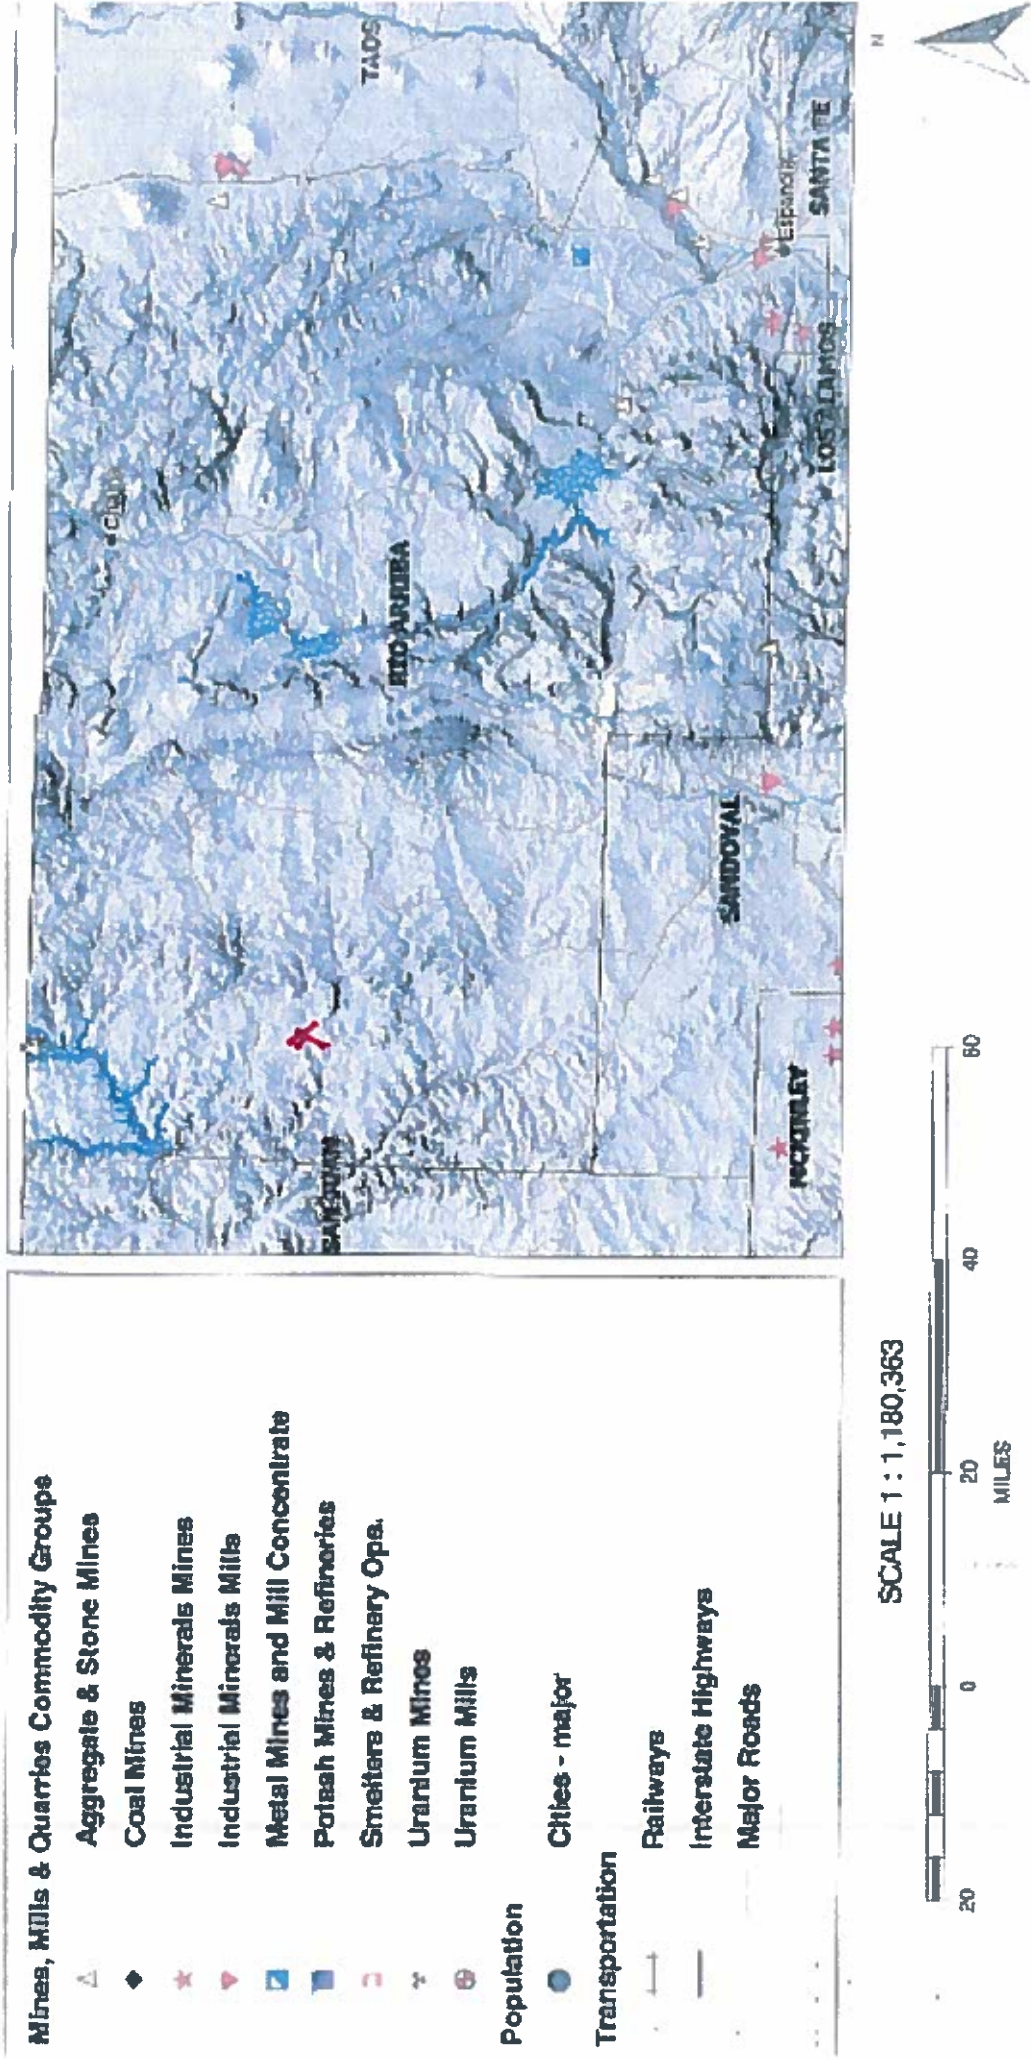 Mines, Mills & Quarries Commodity Groups
Aggregate & Stone Mines
Coal Mines
Industrial Minerals Mines
Industrial Minerals Mills
Metal Mines and Mill Concentrate
Potash Mines & Refineries
Smelters & Refinery Ops.
Uranium Mines
Uranium Mills
Population
Cities - major
Transportation
Railways
Interstate Highways
Major Roads
TAOS
RIO ARRIBA
SAN JUAN
Espanola
SANTA FE
LOS ALAMOS
SANDOVAL
MCKINLEY
SCALE 1 : 1,180,363
20 0 20 40 60
MILES
N